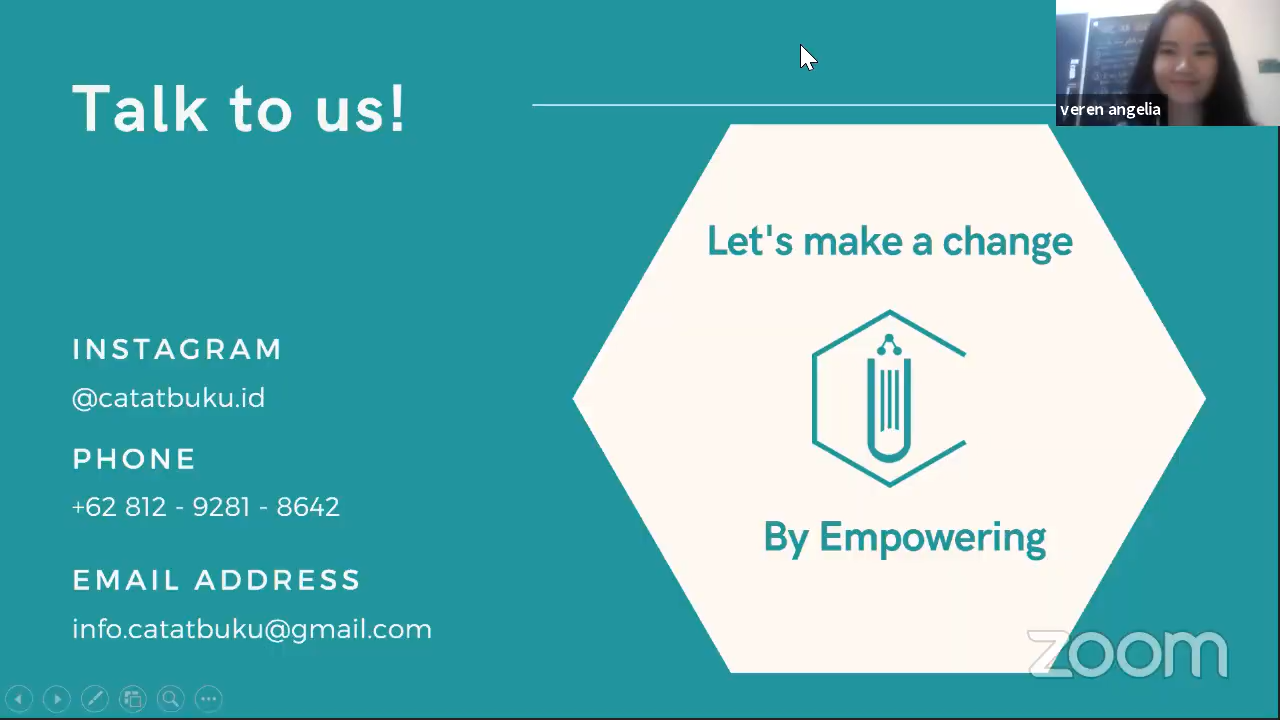 Talk to us!
veren angelia
Let's make a change
By Empowering
INSTAGRAM
@catatbuku.id
PHONE
+62 812 - 9281 - 8642
EMAIL ADDRESS
info.catatbuku@gmail.com
zoom